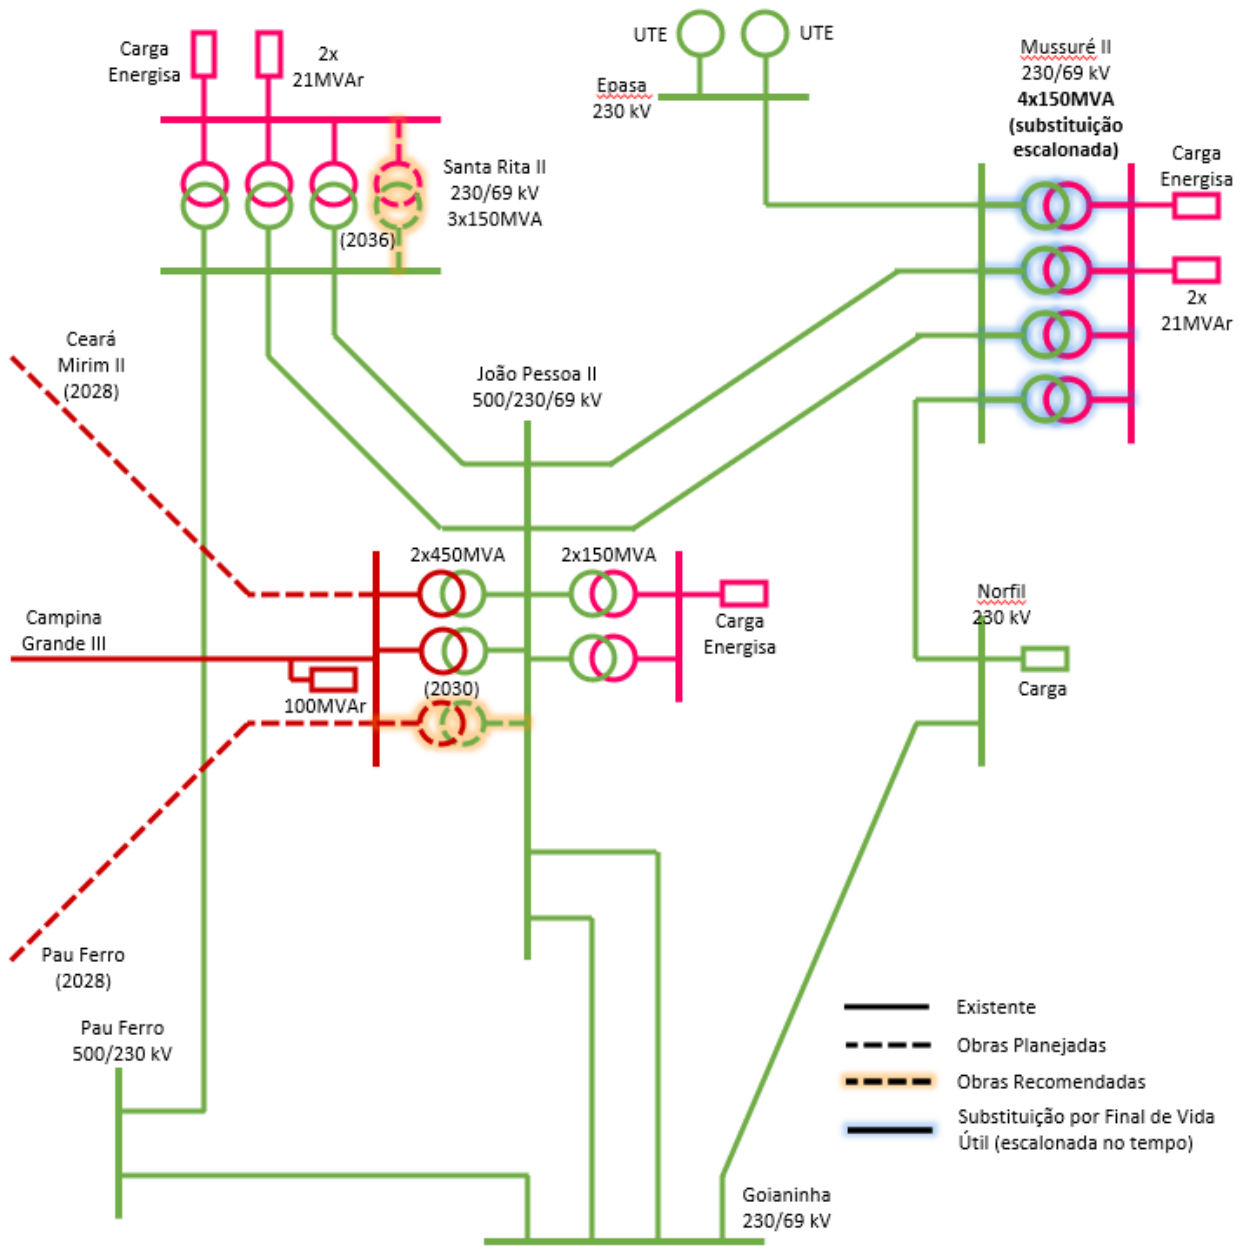 UTE
UTE
Carga
Energisa
2x
21MVAr
Epasa
230 kV
Mussuré II
230/69 kV
4x150MVA
(substituição
escalonada)
Carga
Energisa
2x
21MVAr
Santa Rita II
230/69 kV
3x150MVA
(2036)
Ceará
Mirim II
(2028)
João Pessoa II
500/230/69 kV
2x450MVA
2x150MVA
Carga
Energisa
Campina
Grande III
100MVAr
(2030)
Norfil
230 kV
Carga
Pau Ferro
(2028)
Pau Ferro
500/230 kV
Existente
Obras Planejadas
Obras Recomendadas
Substituição por Final de Vida
Útil (escalonada no tempo)
Goianinha
230/69 kV